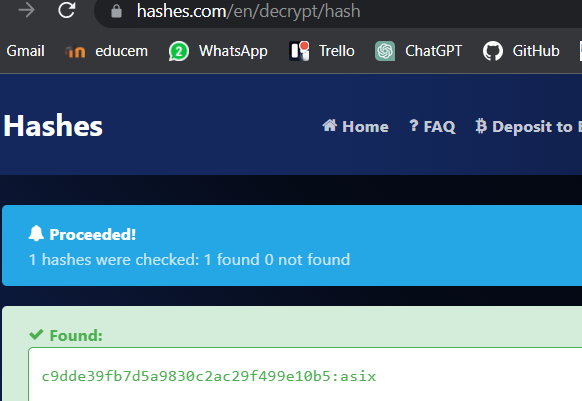 hashes.com/en/decrypt/hash
Gmail educem 2 WhatsApp Trello ChatGPT GitHub
Hashes Home ? FAQ Deposit to
Proceeded!
1 hashes were checked: 1 found 0 not found
Found:
c9dde39fb7d5a9830c2ac29f499e10b5:asix